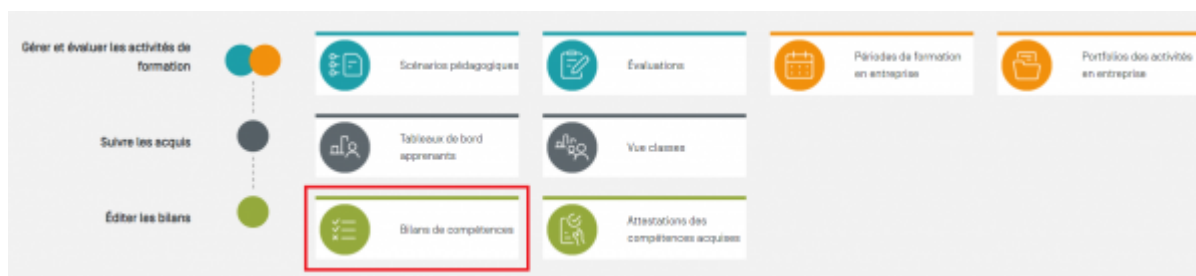 Gérer et évaluer les activités de
formation
Scénarios pédagogiques
Évaluations
Périodes de formation
en entreprise
Portfolios des activités
en entreprise
Suivre les acquis
Tableaux de bord
apprenants
Vue classes
Éditer les bilans
Bilans de compétences
Attestations des
compétences acquises